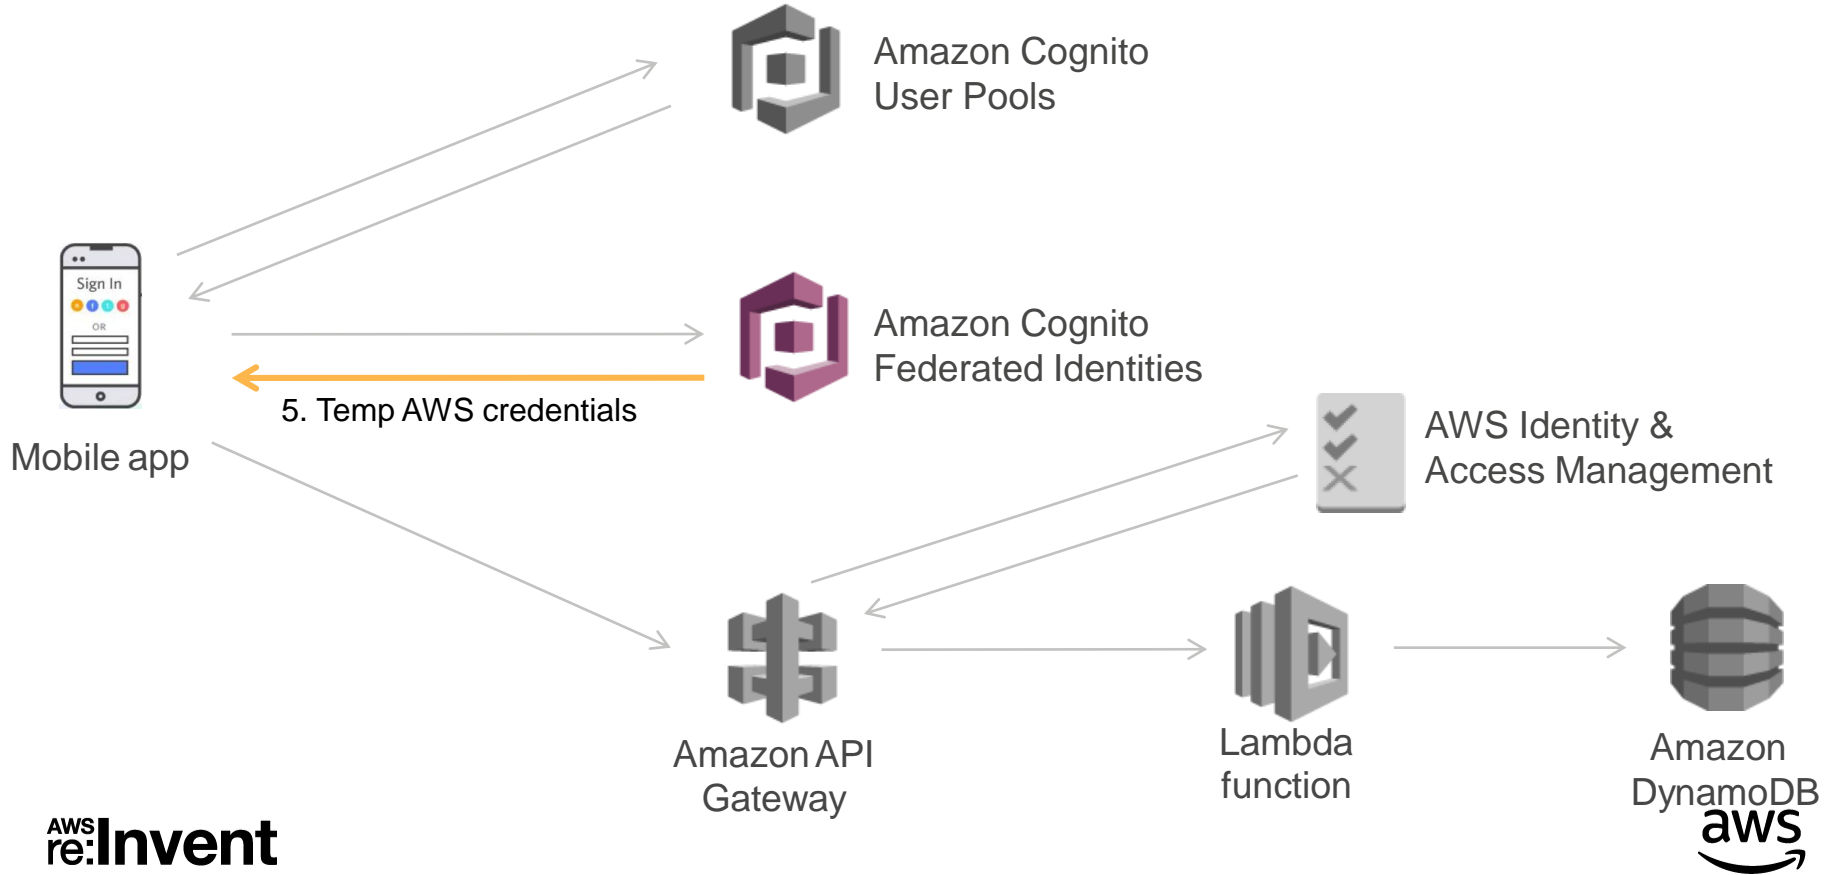 Amazon Cognito
User Pools
Sign In
OR
Mobile app
Amazon Cognito
Federated Identities
5. Temp AWS credentials
AWS Identity &
Access Management
Amazon API
Gateway
Lambda
function
Amazon
DynamoDB
AWS
re:Invent
aws